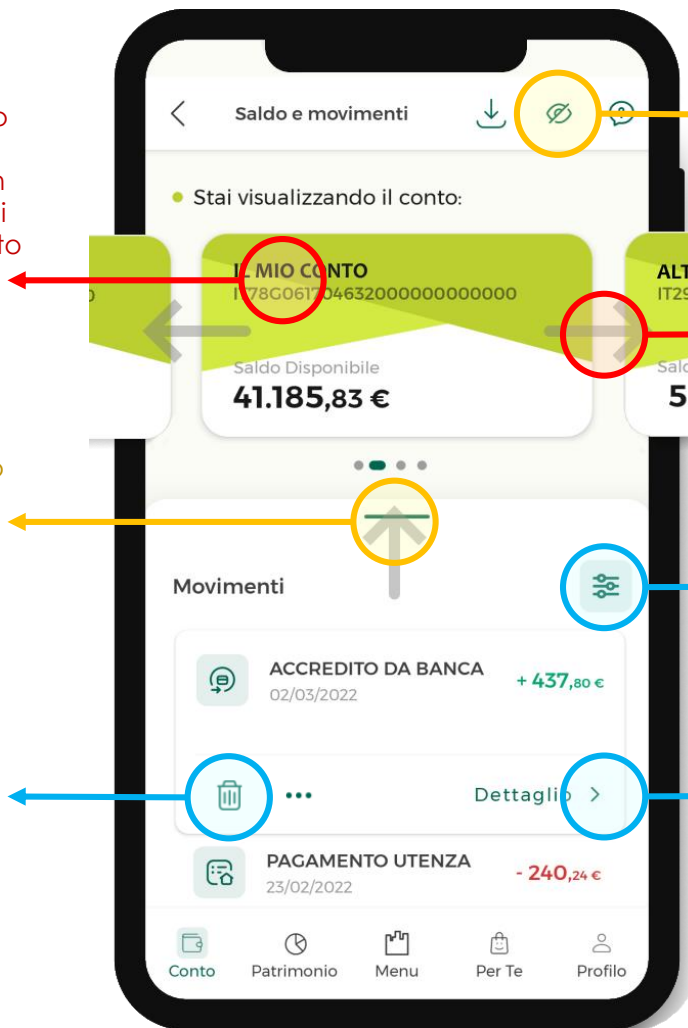 Saldo e movimenti
Stai visualizzando il conto:
IL MIO CONTO
IT78G0617046320000000000000
Saldo Disponibile
41.185,83 €
ALT
IT29
Sald
5
Movimenti
ACCREDITO DA BANCA
+ 437,80 €
02/03/2022
Dettaglio
PAGAMENTO UTENZA
- 240,24 €
23/02/2022
Conto
Patrimonio
Menu
Per Te
Profilo